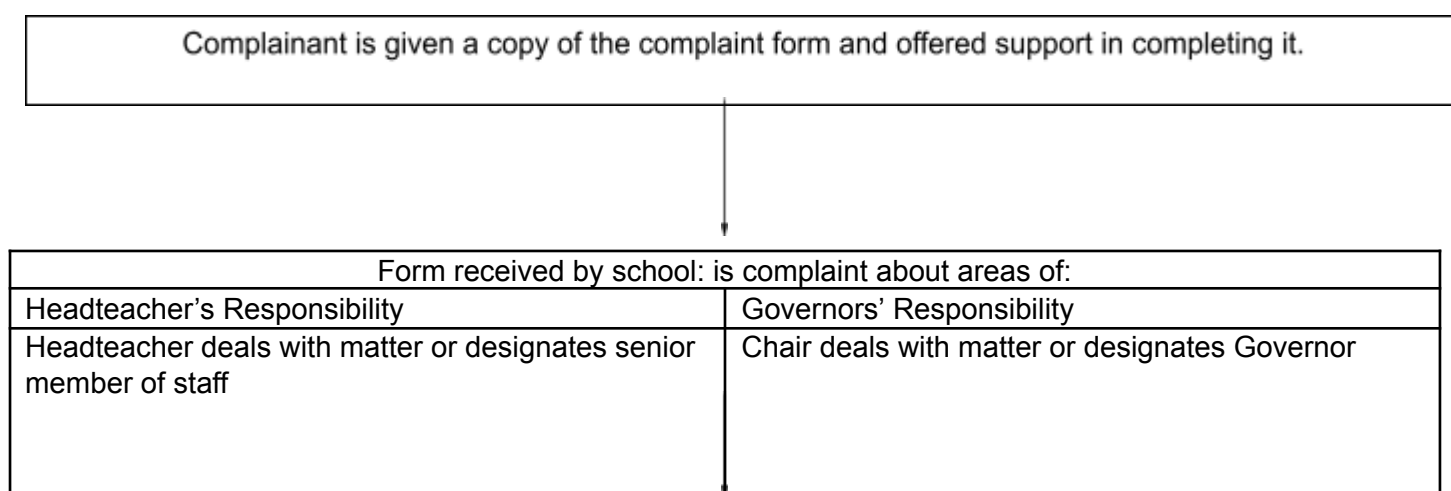 Complainant is given a copy of the complaint form and offered support in completing it.
Form received by school: is complaint about areas of:
Headteacher’s Responsibility
Governors’ Responsibility
Headteacher deals with matter or designates senior
member of staff
Chair deals with matter or designates Governor